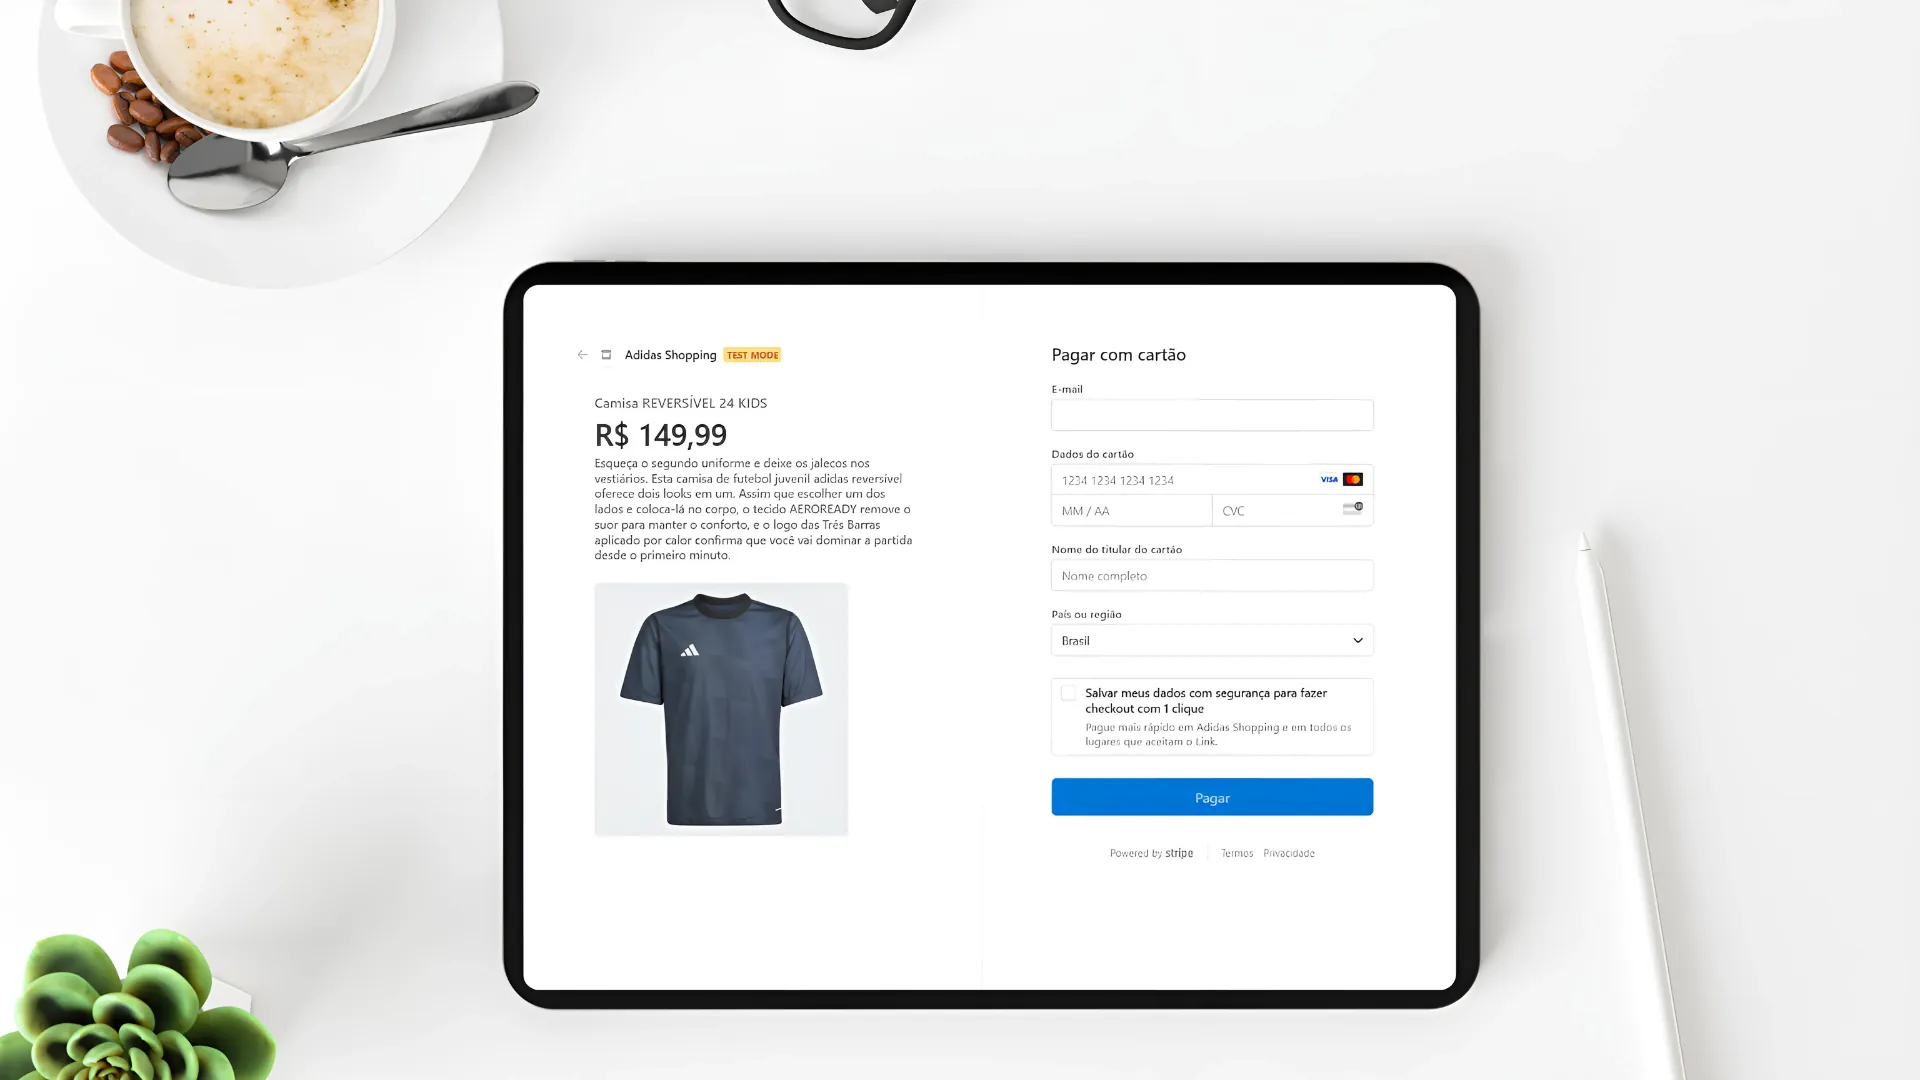 Adidas Shopping TEST MODE
Camisa REVERSÍVEL 24 KIDS
R$ 149,99
Esqueça o segundo uniforme e deixe os jalecos nos
vestiários. Esta camisa de futebol juvenil adidas reversível
oferece dois looks em um. Assim que escolher um dos
lados e coloca-lá no corpo, o tecido AEROREADY remove o
suor para manter o conforto, e o logo das Três Barras
aplicado por calor confirma que você vai dominar a partida
desde o primeiro minuto.
Pagar com cartão
E-mail
Dados do cartão
1234 1234 1234 1234 VISA
MM / AA CVC
Nome do titular do cartão
Nome completo
País ou região
Brasil
Salvar meus dados com segurança para fazer
checkout com 1 clique
Pague mais rápido em Adidas Shopping e em todos os
lugares que aceitam o Link.
Pagar
Powered by stripe Termos Privacidade